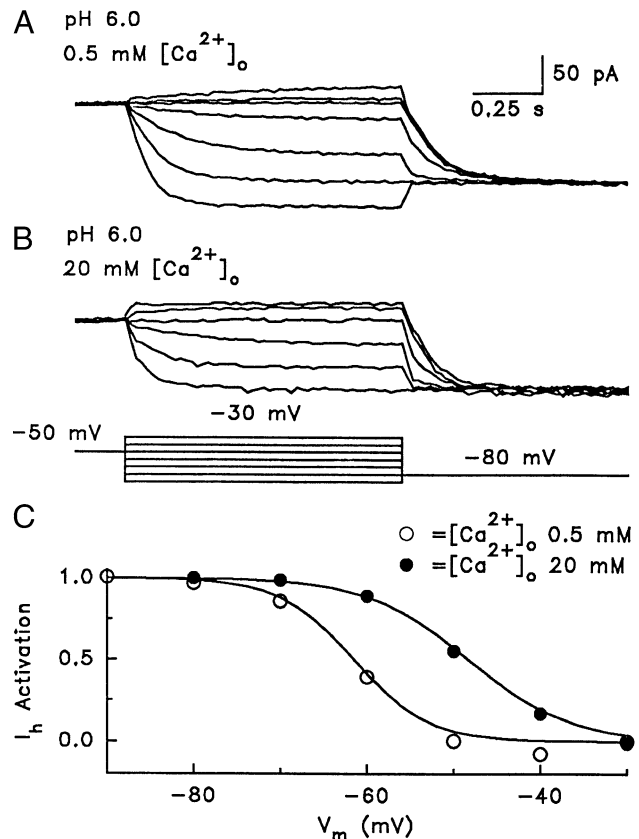 A
pH 6.0
0.5 mM [Ca²⁺]ₒ
50 pA
0.25 s
B
pH 6.0
20 mM [Ca²⁺]ₒ
-30 mV
-50 mV
-80 mV
C
○ =[Ca²⁺]ₒ 0.5 mM
● =[Ca²⁺]ₒ 20 mM
1.0
0.5
0.0
Iₕ Activation
-80
-60
-40
Vₘ (mV)